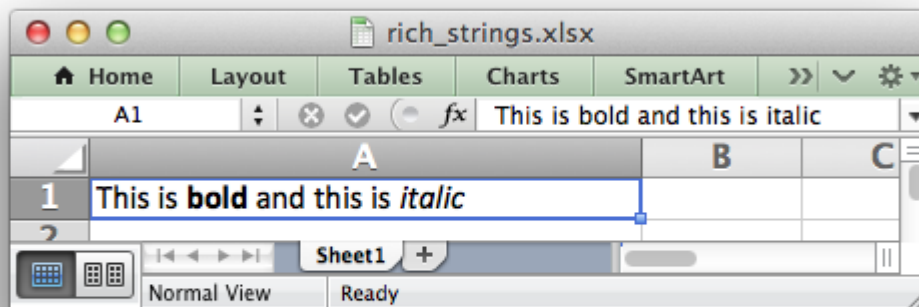 rich_strings.xlsx
Home Layout Tables Charts SmartArt
A1 fx This is bold and this is italic
A B C
1 This is bold and this is italic
2
Sheet1 +
Normal View Ready